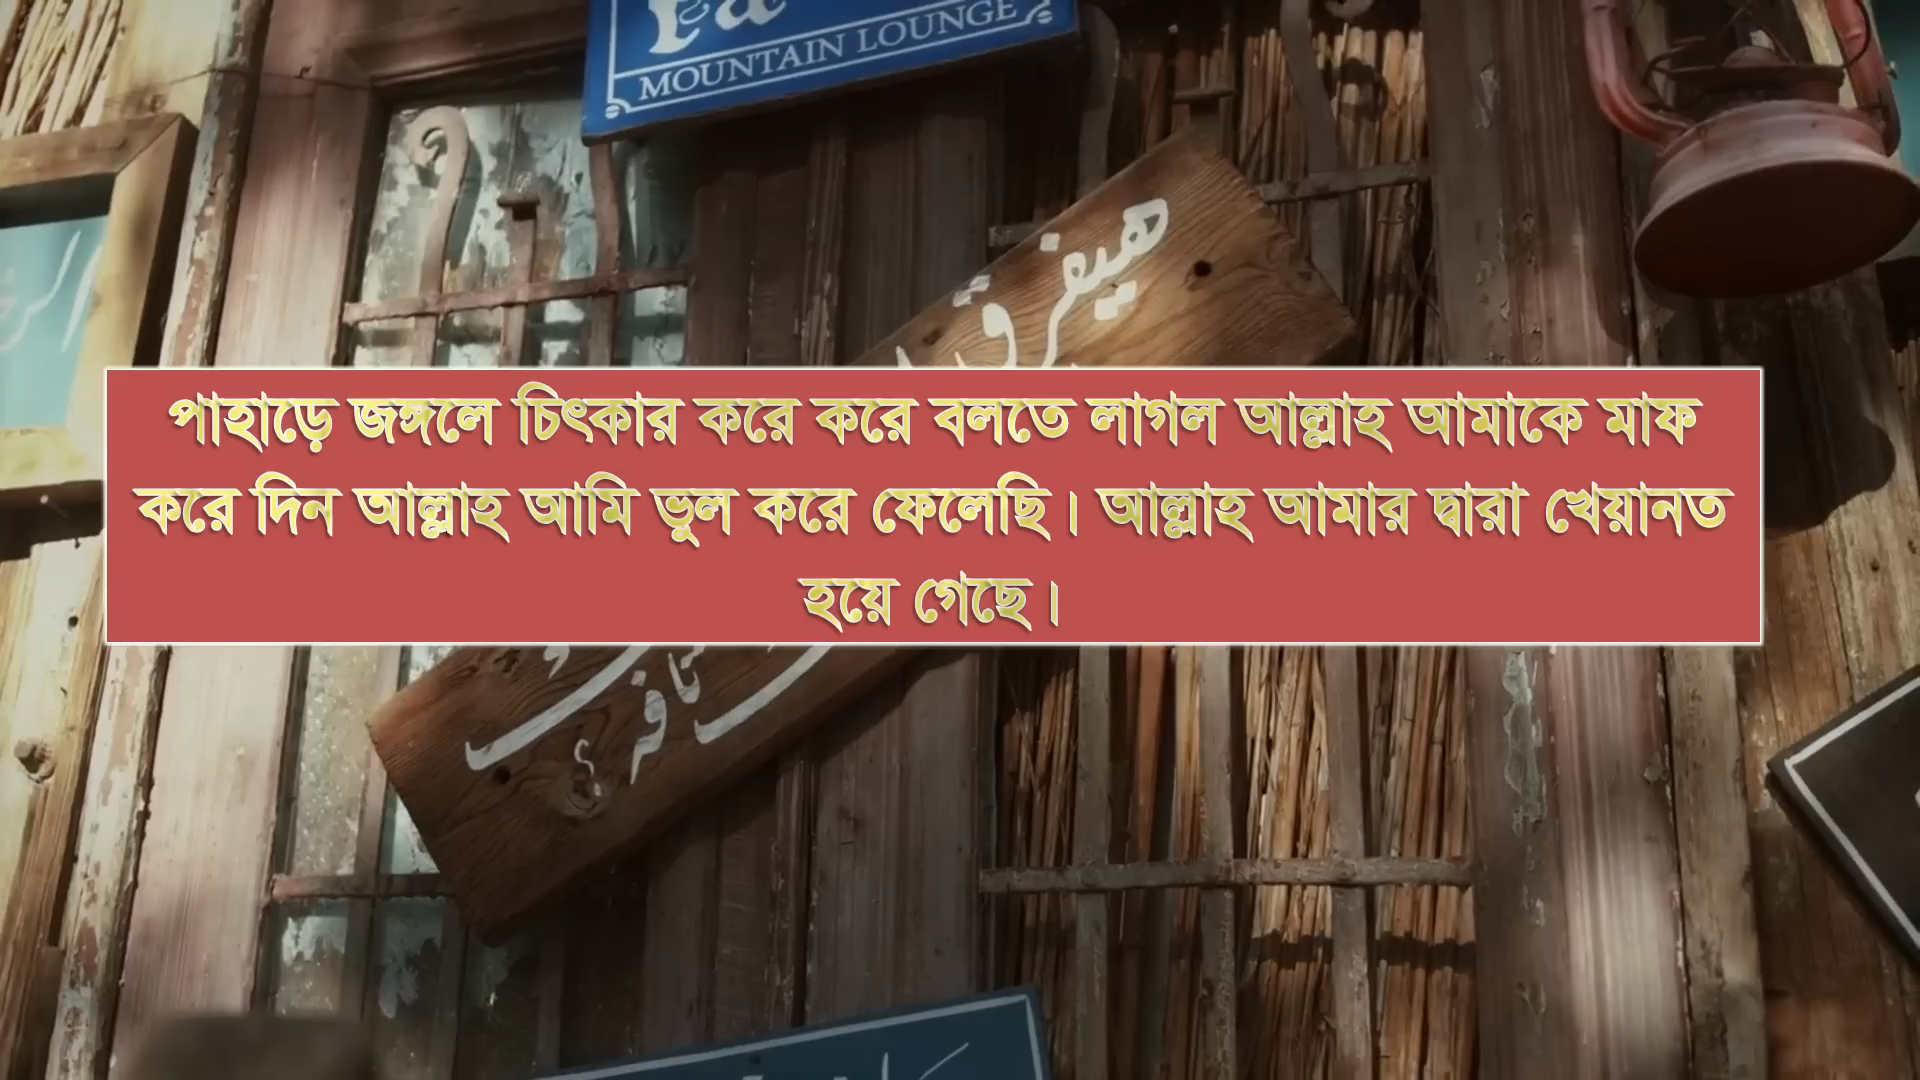 MOUNTAIN LOUNGE
পাহাড়ে জঙ্গলে চিৎকার করে করে বলতে লাগল আল্লাহ আমাকে মাফ
করে দিন আল্লাহ আমি ভুল করে ফেলেছি। আল্লাহ আমার দ্বারা খেয়ানত
হয়ে গেছে।